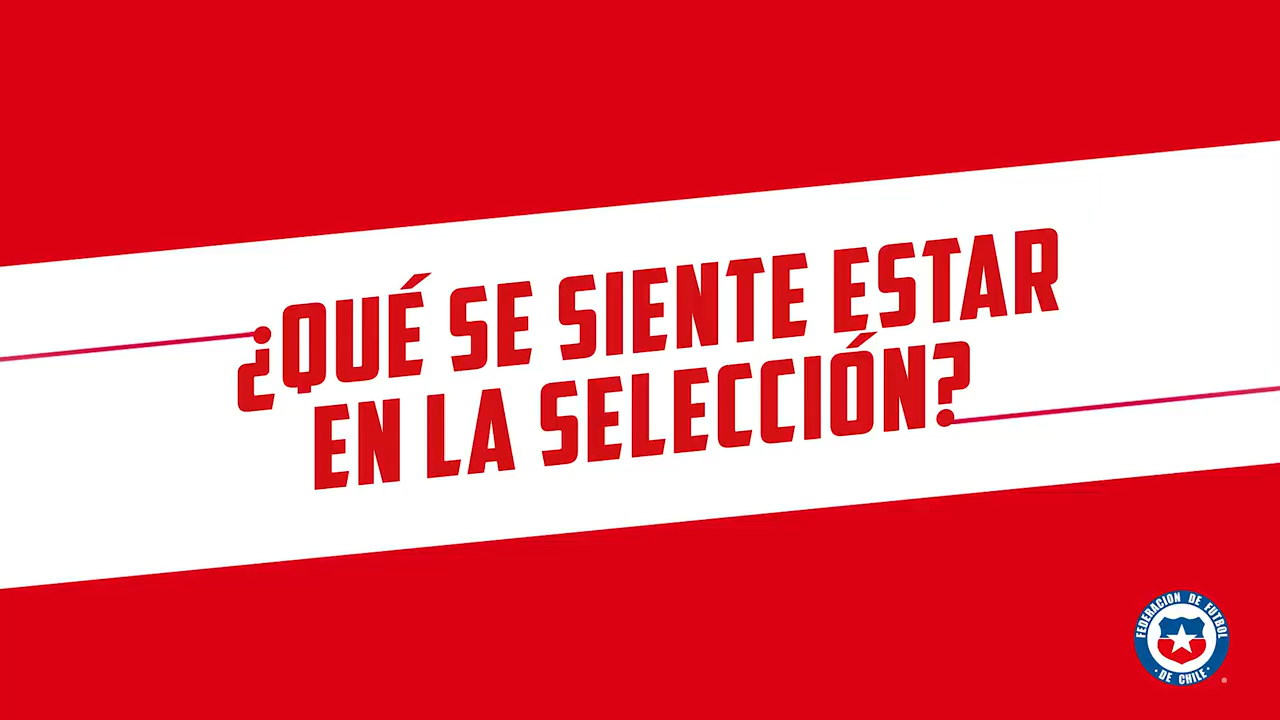 ¿QUÉ SE SIENTE ESTAR
EN LA SELECCIÓN?
FEDERACION DE FUTBOL
· DE CHILE ·
®